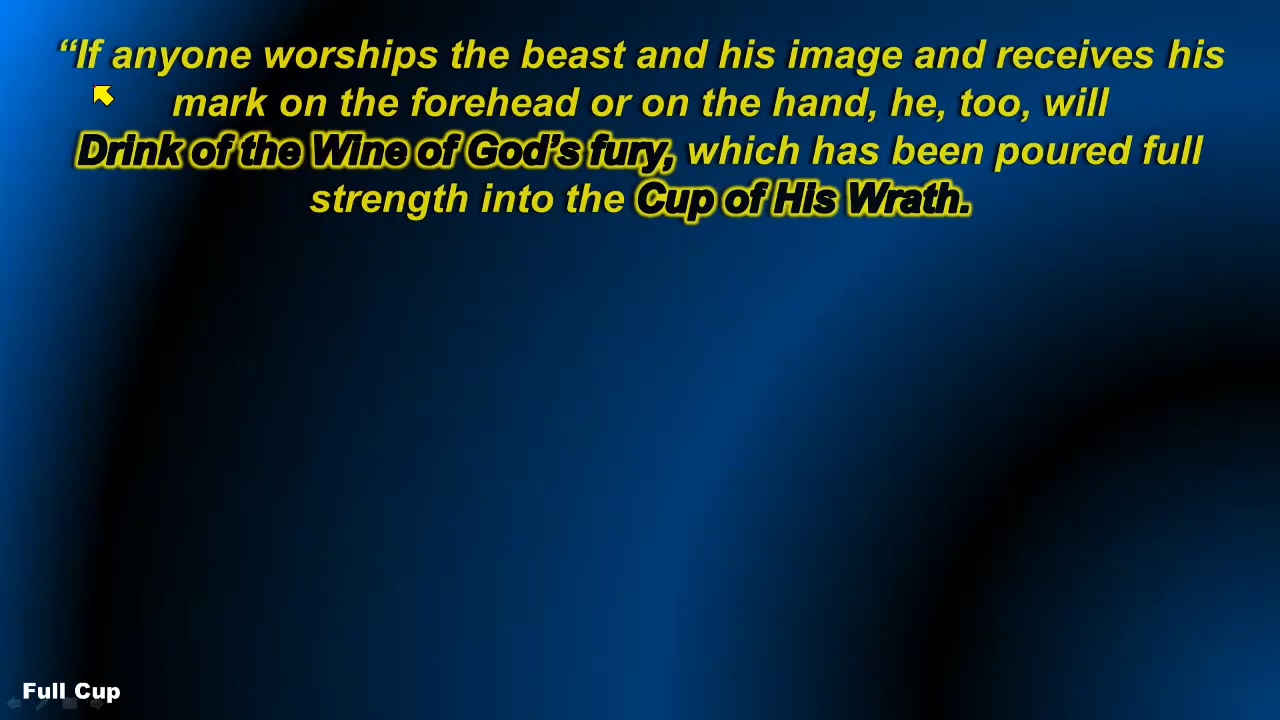 “If anyone worships the beast and his image and receives his
mark on the forehead or on the hand, he, too, will
Drink of the Wine of God’s fury, which has been poured full
strength into the Cup of His Wrath.
Full Cup